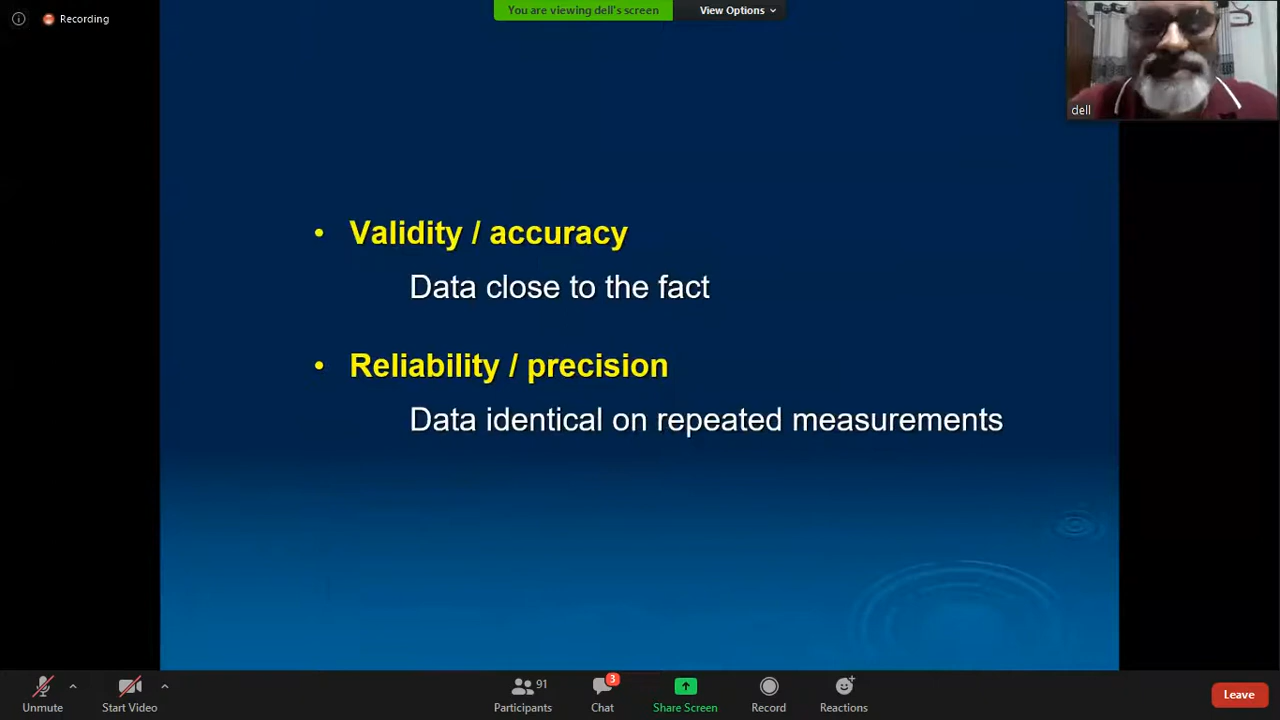 Recording
You are viewing dell's screen
View Options
dell
• Validity / accuracy
Data close to the fact
• Reliability / precision
Data identical on repeated measurements
Unmute
Start Video
91
Participants
3
Chat
Share Screen
Record
Reactions
Leave